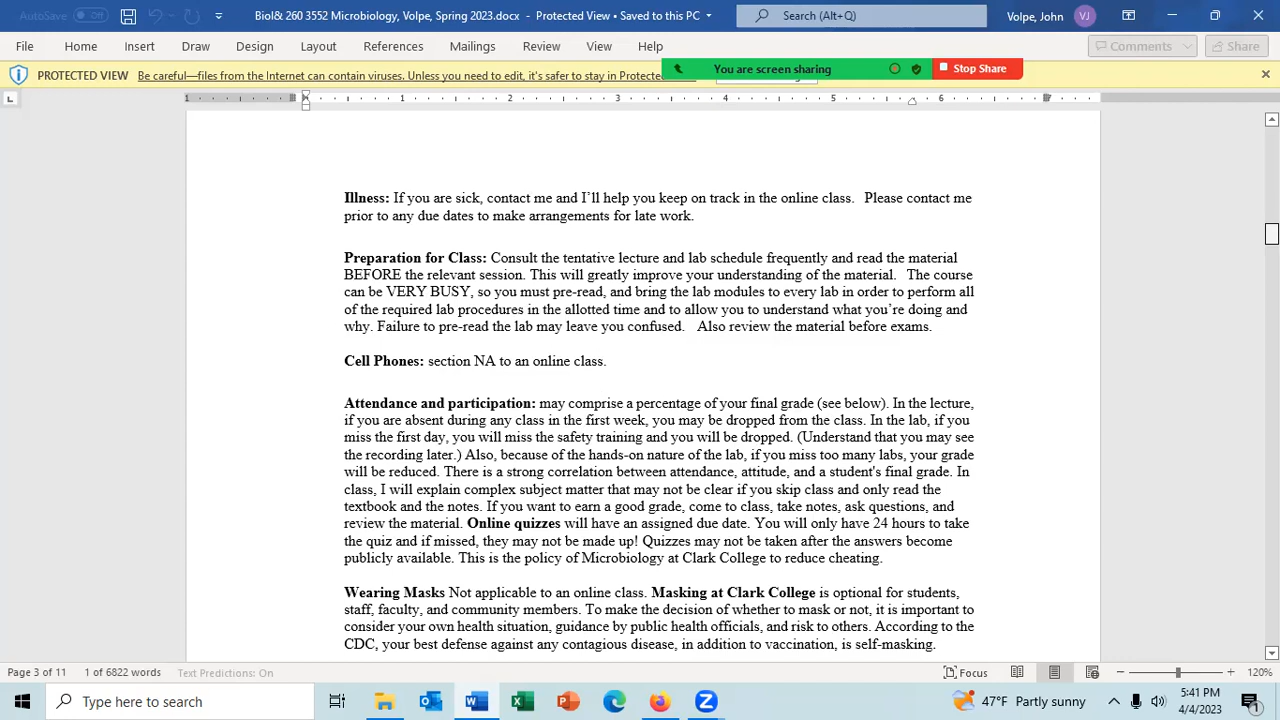 AutoSave Off
Biol& 260 3552 Microbiology, Volpe, Spring 2023.docx - Protected View • Saved to this PC
Search (Alt+Q)
Volpe, John VJ
File Home Insert Draw Design Layout References Mailings Review View Help Comments Share
PROTECTED VIEW Be careful—files from the Internet can contain viruses. Unless you need to edit, it's safer to stay in Protected
You are screen sharing Stop Share
1 1 2 3 4 5 6
Illness: If you are sick, contact me and I’ll help you keep on track in the online class. Please contact me
prior to any due dates to make arrangements for late work.
Preparation for Class: Consult the tentative lecture and lab schedule frequently and read the material
BEFORE the relevant session. This will greatly improve your understanding of the material. The course
can be VERY BUSY, so you must pre-read, and bring the lab modules to every lab in order to perform all
of the required lab procedures in the allotted time and to allow you to understand what you’re doing and
why. Failure to pre-read the lab may leave you confused. Also review the material before exams.
Cell Phones: section NA to an online class.
Attendance and participation: may comprise a percentage of your final grade (see below). In the lecture,
if you are absent during any class in the first week, you may be dropped from the class. In the lab, if you
miss the first day, you will miss the safety training and you will be dropped. (Understand that you may see
the recording later.) Also, because of the hands-on nature of the lab, if you miss too many labs, your grade
will be reduced. There is a strong correlation between attendance, attitude, and a student's final grade. In
class, I will explain complex subject matter that may not be clear if you skip class and only read the
textbook and the notes. If you want to earn a good grade, come to class, take notes, ask questions, and
review the material. Online quizzes will have an assigned due date. You will only have 24 hours to take
the quiz and if missed, they may not be made up! Quizzes may not be taken after the answers become
publicly available. This is the policy of Microbiology at Clark College to reduce cheating.
Wearing Masks Not applicable to an online class. Masking at Clark College is optional for students,
staff, faculty, and community members. To make the decision of whether to mask or not, it is important to
consider your own health situation, guidance by public health officials, and risk to others. According to the
CDC, your best defense against any contagious disease, in addition to vaccination, is self-masking.
Page 3 of 11 1 of 6822 words Text Predictions: On Focus 120%
Type here to search
47°F Partly sunny
5:41 PM
4/4/2023
1